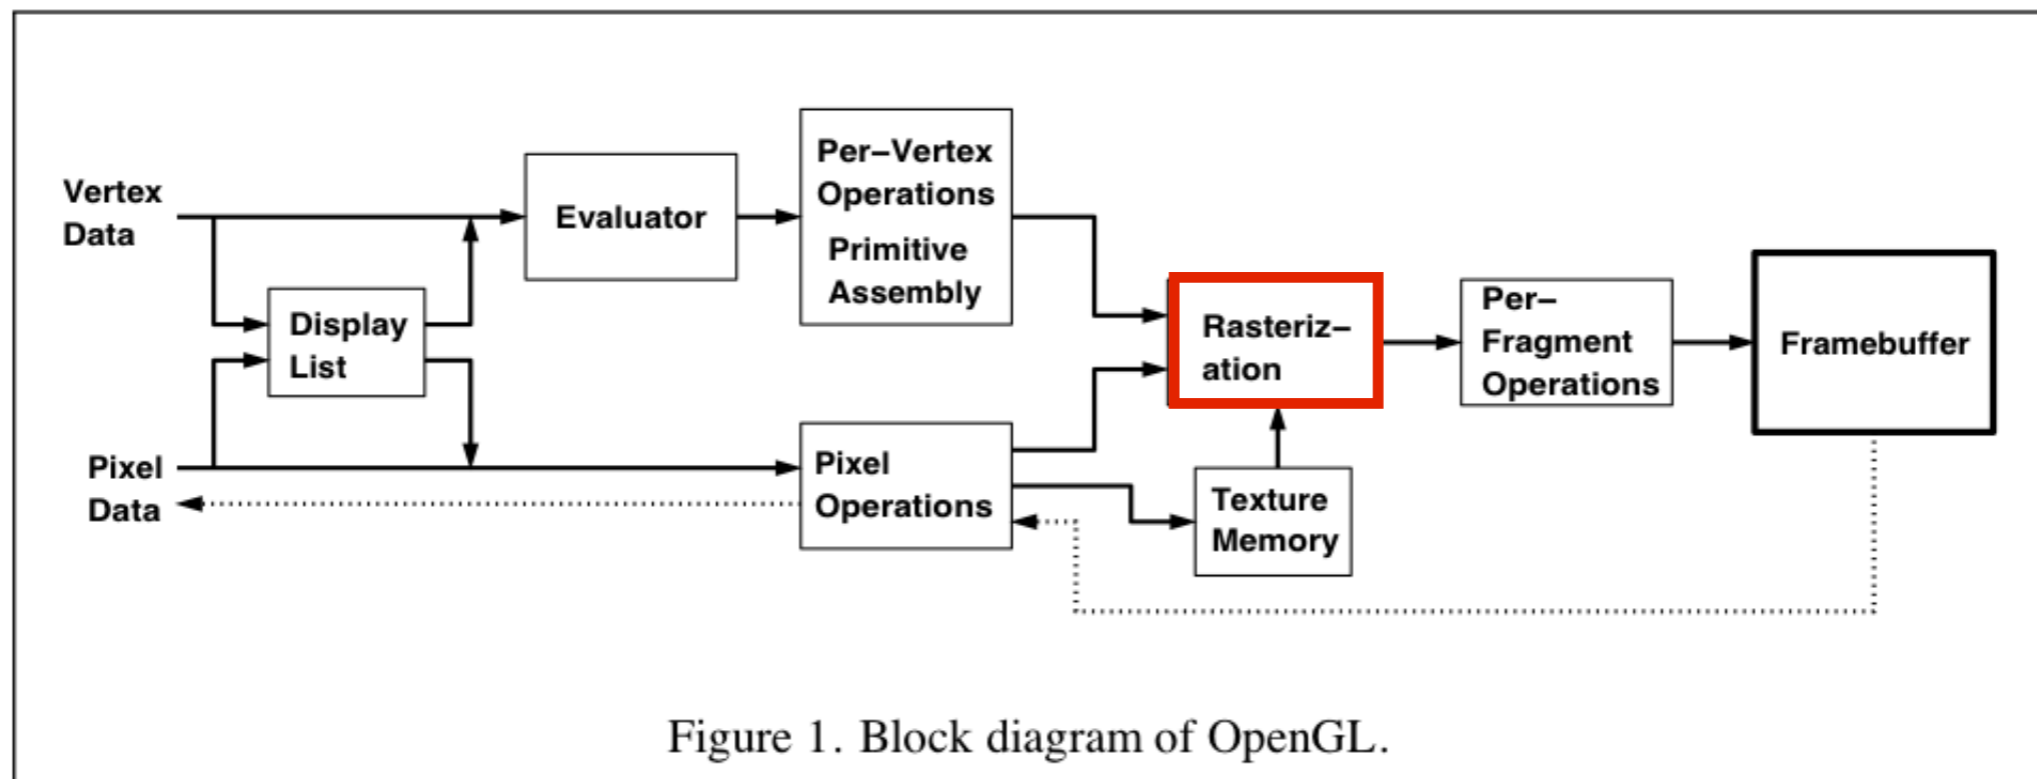 Vertex
Data
Display
List
Pixel
Data
Evaluator
Per–Vertex
Operations
Primitive
Assembly
Pixel
Operations
Rasteriz–
ation
Texture
Memory
Per–
Fragment
Operations
Framebuffer
Figure 1. Block diagram of OpenGL.